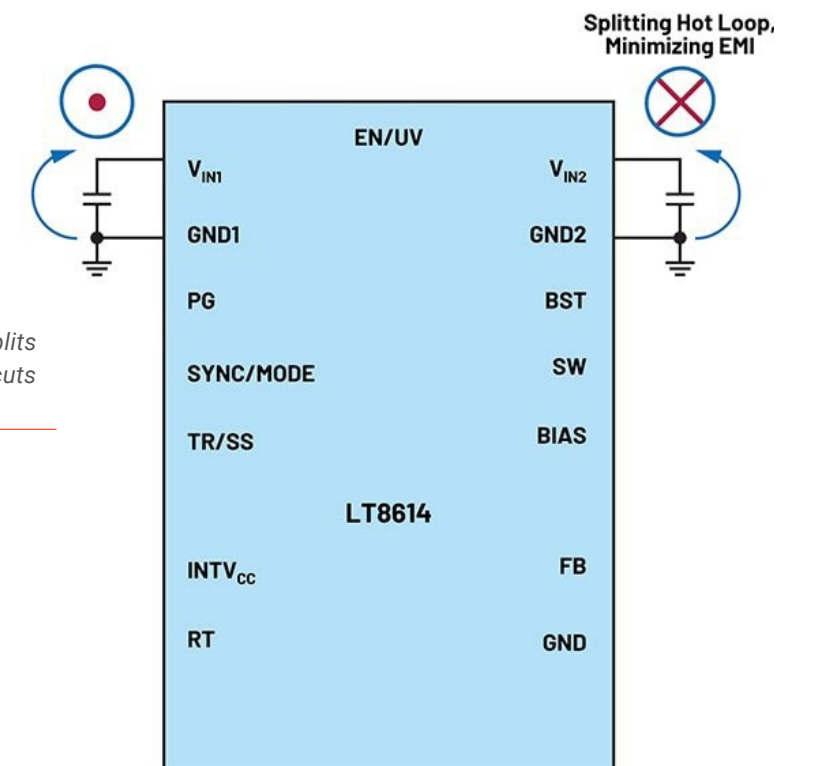 Splitting Hot Loop,
Minimizing EMI
EN/UV
VIN1
VIN2
GND1
GND2
PG
BST
SYNC/MODE
SW
TR/SS
BIAS
LT8614
INTVCC
FB
RT
GND